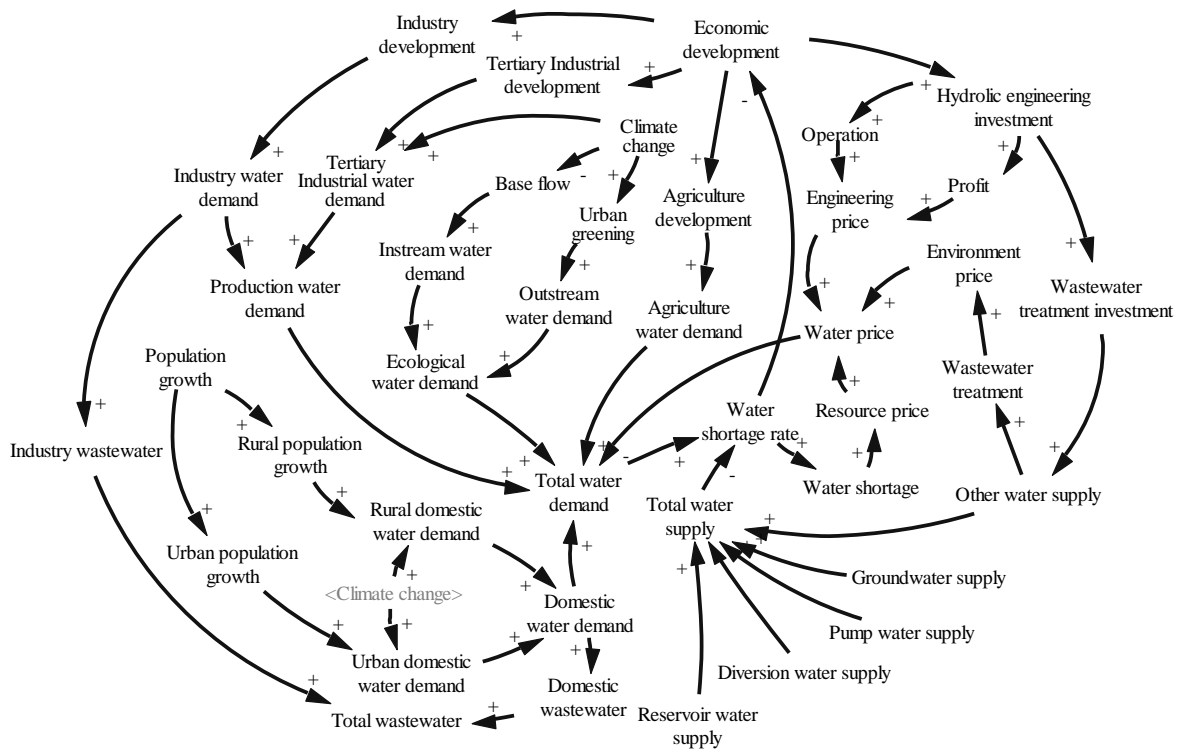 Industry
development
Economic
development
Tertiary Industrial
development
Hydrolic engineering
investment
Climate
change
Operation
Tertiary
Industrial water
demand
Industry water
demand
Base flow
Profit
Agriculture
development
Engineering
price
Urban
greening
Instream water
demand
Environment
price
Production water
demand
Outstream
water demand
Wastewater
treatment investment
Agriculture
water demand
Water price
Population
growth
Ecological
water demand
Wastewater
treatment
Water
shortage rate
Resource price
Industry wastewater
Rural population
growth
Total water
demand
Water shortage
Other water supply
Total water
supply
Rural domestic
water demand
Urban population
growth
<Climate change>
Groundwater supply
Domestic
water demand
Pump water supply
Urban domestic
water demand
Diversion water supply
Domestic
wastewater
Total wastewater
Reservoir water
supply